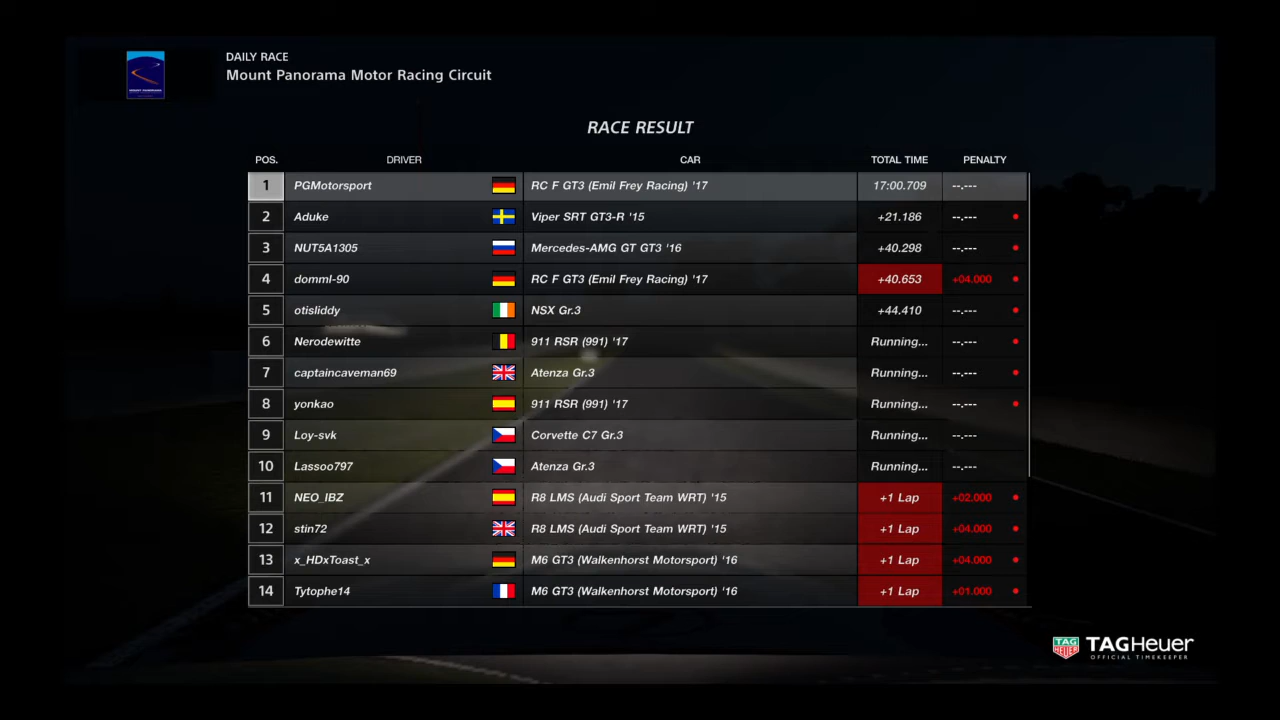 DAILY RACE
Mount Panorama Motor Racing Circuit
RACE RESULT
POS. DRIVER CAR TOTAL TIME PENALTY
1 PGMotorsport RC F GT3 (Emil Frey Racing) '17 17:00.709 --.---
2 Aduke Viper SRT GT3-R '15 +21.186 --.---
3 NUT5A1305 Mercedes-AMG GT GT3 '16 +40.298 --.---
4 domml-90 RC F GT3 (Emil Frey Racing) '17 +40.653 +04.000
5 otisliddy NSX Gr.3 +44.410 --.---
6 Nerodewitte 911 RSR (991) '17 Running... --.---
7 captaincaveman69 Atenza Gr.3 Running... --.---
8 yonkao 911 RSR (991) '17 Running... --.---
9 Loy-svk Corvette C7 Gr.3 Running... --.---
10 Lassoo797 Atenza Gr.3 Running... --.---
11 NEO_IBZ R8 LMS (Audi Sport Team WRT) '15 +1 Lap +02.000
12 stin72 R8 LMS (Audi Sport Team WRT) '15 +1 Lap +04.000
13 x_HDxToast_x M6 GT3 (Walkenhorst Motorsport) '16 +1 Lap +04.000
14 Tytophe14 M6 GT3 (Walkenhorst Motorsport) '16 +1 Lap +01.000
TAG HEUER TAGHeuer
OFFICIAL TIMEKEEPER